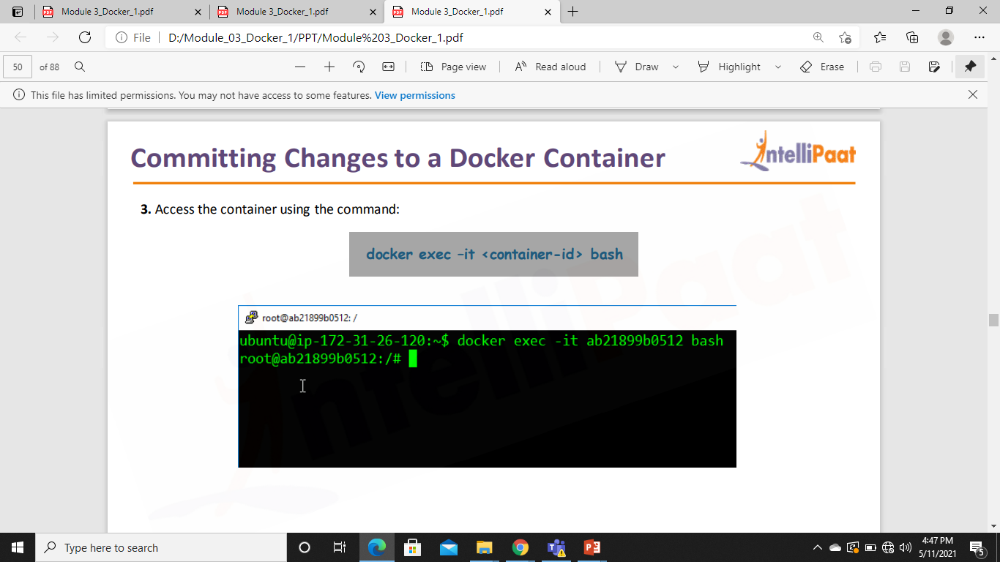 Module 3_Docker_1.pdf
Module 3_Docker_1.pdf
Module 3_Docker_1.pdf
File
D:/Module_03_Docker_1/PPT/Module%203_Docker_1.pdf
50
of 88
Page view
Read aloud
Draw
Highlight
Erase
This file has limited permissions. You may not have access to some features. View permissions
Committing Changes to a Docker Container
IntelliPaat
3. Access the container using the command:
docker exec –it <container-id> bash
root@ab21899b0512: /
ubuntu@ip-172-31-26-120:~$ docker exec -it ab21899b0512 bash
root@ab21899b0512:/#
IntelliPaat
Type here to search
4:47 PM
5/11/2021
5